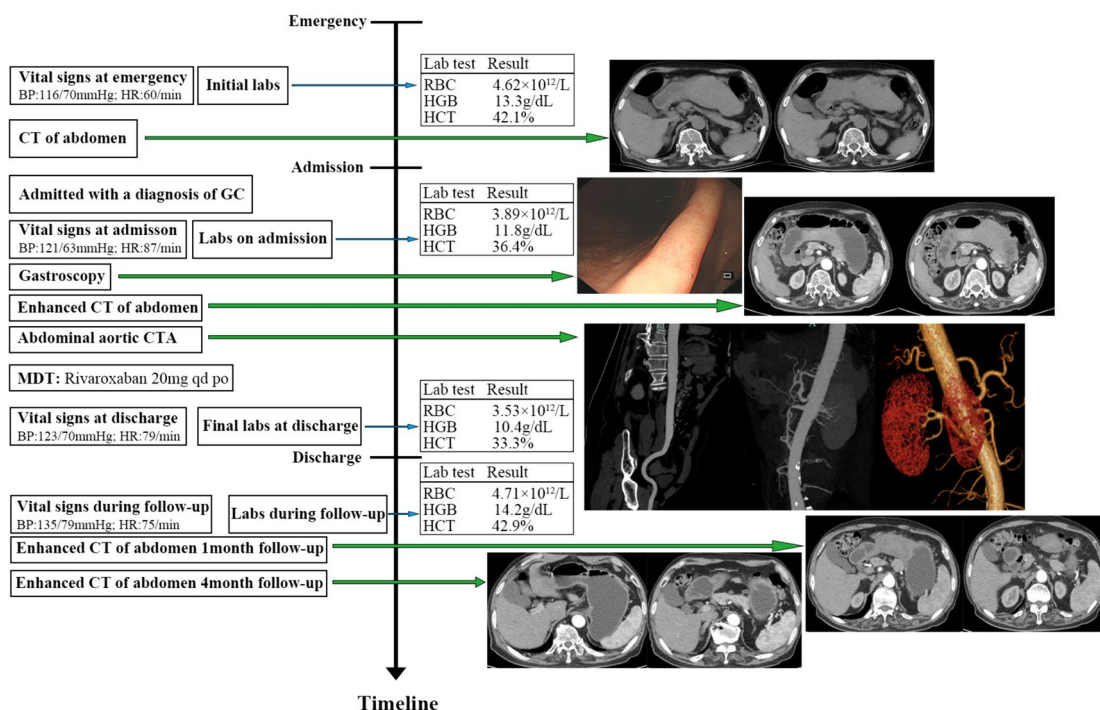 Emergency
Vital signs at emergency
BP:116/70mmHg; HR:60/min
Initial labs
Lab test Result
RBC 4.62×10¹²/L
HGB 13.3g/dL
HCT 42.1%
CT of abdomen
Admission
Admitted with a diagnosis of GC
Vital signs at admisson
BP:121/63mmHg; HR:87/min
Labs on admission
Lab test Result
RBC 3.89×10¹²/L
HGB 11.8g/dL
HCT 36.4%
Gastroscopy
Enhanced CT of abdomen
Abdominal aortic CTA
MDT: Rivaroxaban 20mg qd po
Vital signs at discharge
BP:123/70mmHg; HR:79/min
Final labs at discharge
Lab test Result
RBC 3.53×10¹²/L
HGB 10.4g/dL
HCT 33.3%
Discharge
Vital signs during follow-up
BP:135/79mmHg; HR:75/min
Labs during follow-up
Lab test Result
RBC 4.71×10¹²/L
HGB 14.2g/dL
HCT 42.9%
Enhanced CT of abdomen 1month follow-up
Enhanced CT of abdomen 4month follow-up
Timeline